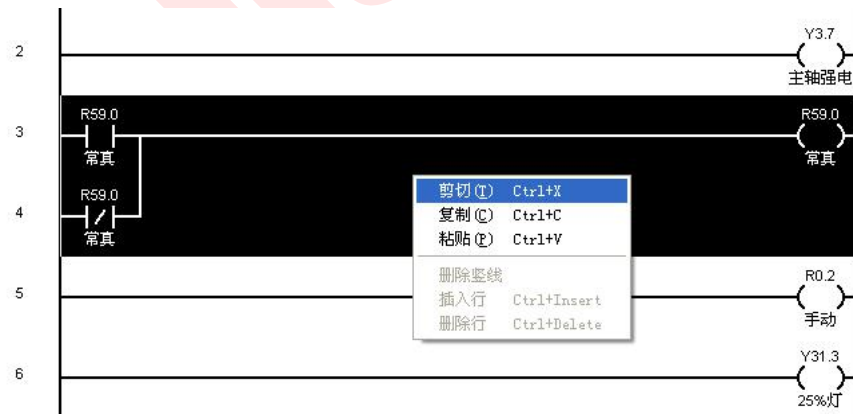 Y3.7
2
主轴强电
R59.0 R59.0
3
常真 常真
剪切(T) Ctrl+X
R59.0
复制(C) Ctrl+C
4
粘贴(P) Ctrl+V
常真
删除竖线
R0.2
5
插入行 Ctrl+Insert
手动
删除行 Ctrl+Delete
Y31.3
6
25%灯